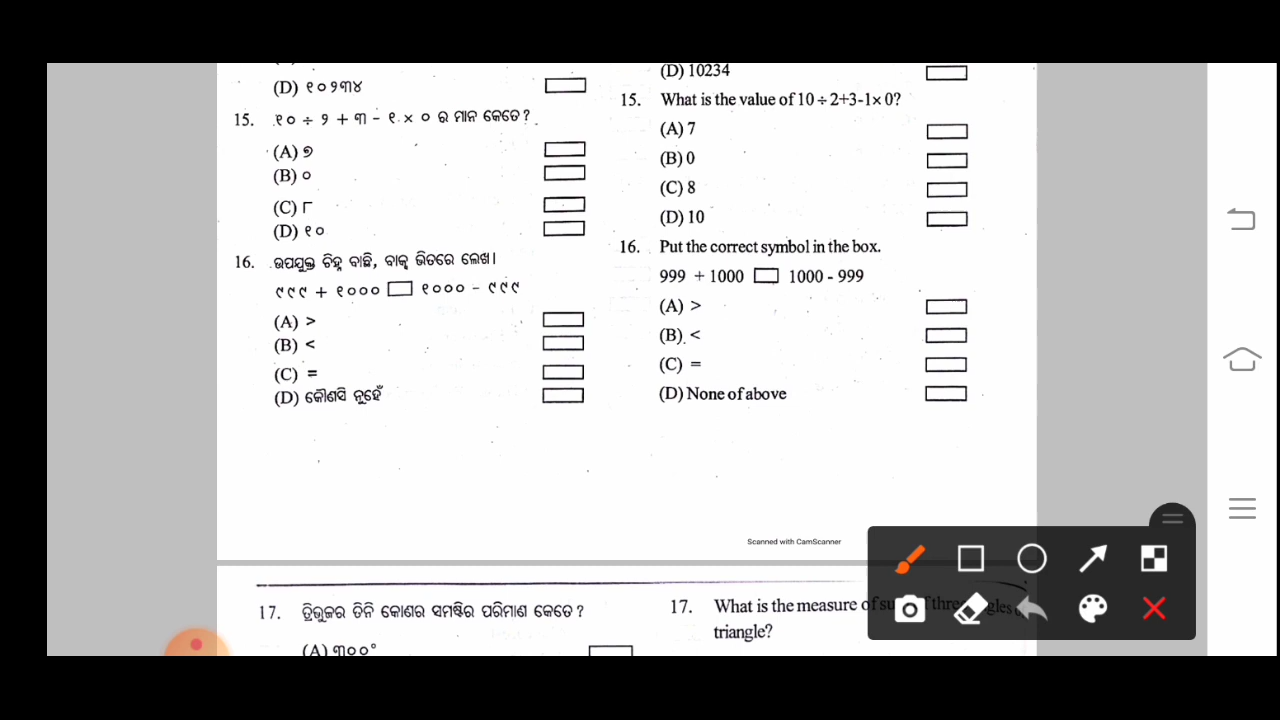 (D) ୧୦୨୩୪
15. ୧୦ ÷ ୨ + ୩ - ୧ × ୦ ର ମାନ କେତେ ?
(A) ୭
(B) ୦
(C) ୮
(D) ୧୦
16. ଉପଯୁକ୍ତ ଚିହ୍ନ ବାଛି, ବାକ୍ସ ଭିତରେ ଲେଖ।
୯୯୯ + ୧୦୦୦ ୧୦୦୦ - ୯୯୯
(A) >
(B) <
(C) =
(D) କୌଣସି ନୁହେଁ
(D) 10234
15. What is the value of 10 ÷ 2+3-1× 0?
(A) 7
(B) 0
(C) 8
(D) 10
16. Put the correct symbol in the box.
999 + 1000 1000 - 999
(A) >
(B) <
(C) =
(D) None of above
Scanned with CamScanner
17. ତ୍ରିଭୁଜର ତିନି କୋଣର ସମଷ୍ଟିର ପରିମାଣ କେତେ ?
(A) ୩୦୦°
17. What is the measure of
triangle?